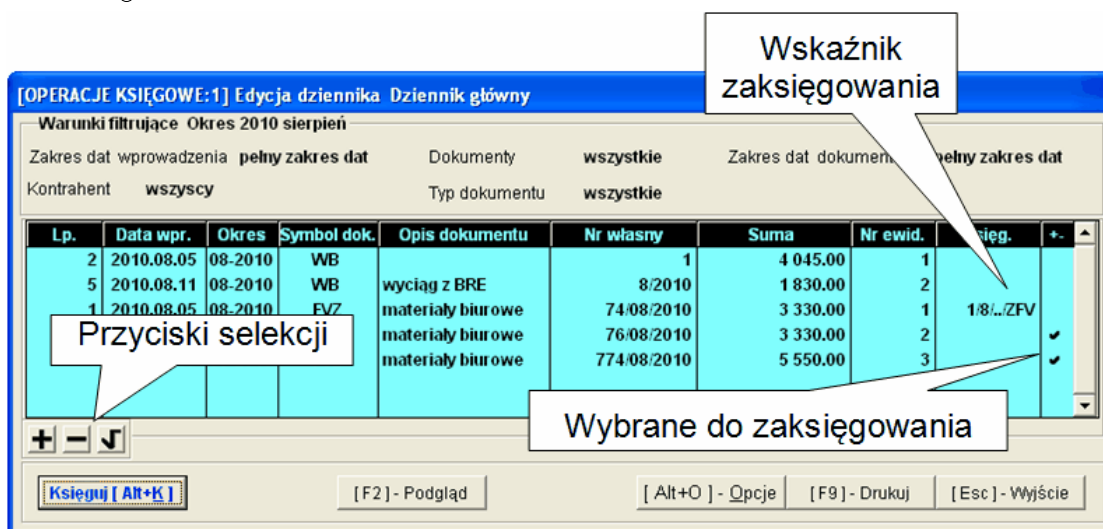 Wskaźnik
zaksięgowania
[OPERACJE KSIĘGOWE:1] Edycja dziennika Dziennik główny
Warunki filtrujące Okres 2010 sierpień
Zakres dat wprowadzenia pełny zakres dat Dokumenty wszystkie Zakres dat pełny zakres dat
Kontrahent wszyscy Typ dokumentu wszystkie
Lp. Data wpr. Okres Symbol dok. Opis dokumentu Nr własny Suma Nr ewid. +-
2 2010.08.05 08-2010 WB 1 4 045.00 1
5 2010.08.11 08-2010 WB wyciąg z BRE 8/2010 1 830.00 2
1 2010.08.05 08-2010 FVZ materiały biurowe 74/08/2010 3 330.00 1 1/8/../ZFV
materiały biurowe 76/08/2010 3 330.00 2 ✔
materiały biurowe 774/08/2010 5 550.00 3 ✔
Przyciski selekcji
Wybrane do zaksięgowania
Księguj [ Alt+K ] [ F2 ] - Podgląd [ Alt+O ] - Opcje [ F9 ] - Drukuj [ Esc ] - Wyjście